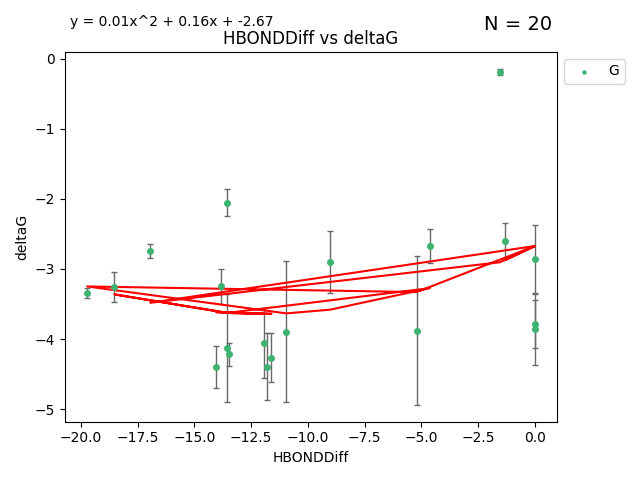 y = 0.01x^2 + 0.16x + -2.67
N = 20
HBONDDiff vs deltaG
G
deltaG
0
−1
−2
−3
−4
−5
−20.0 −17.5 −15.0 −12.5 −10.0 −7.5 −5.0 −2.5 0.0
HBONDDiff